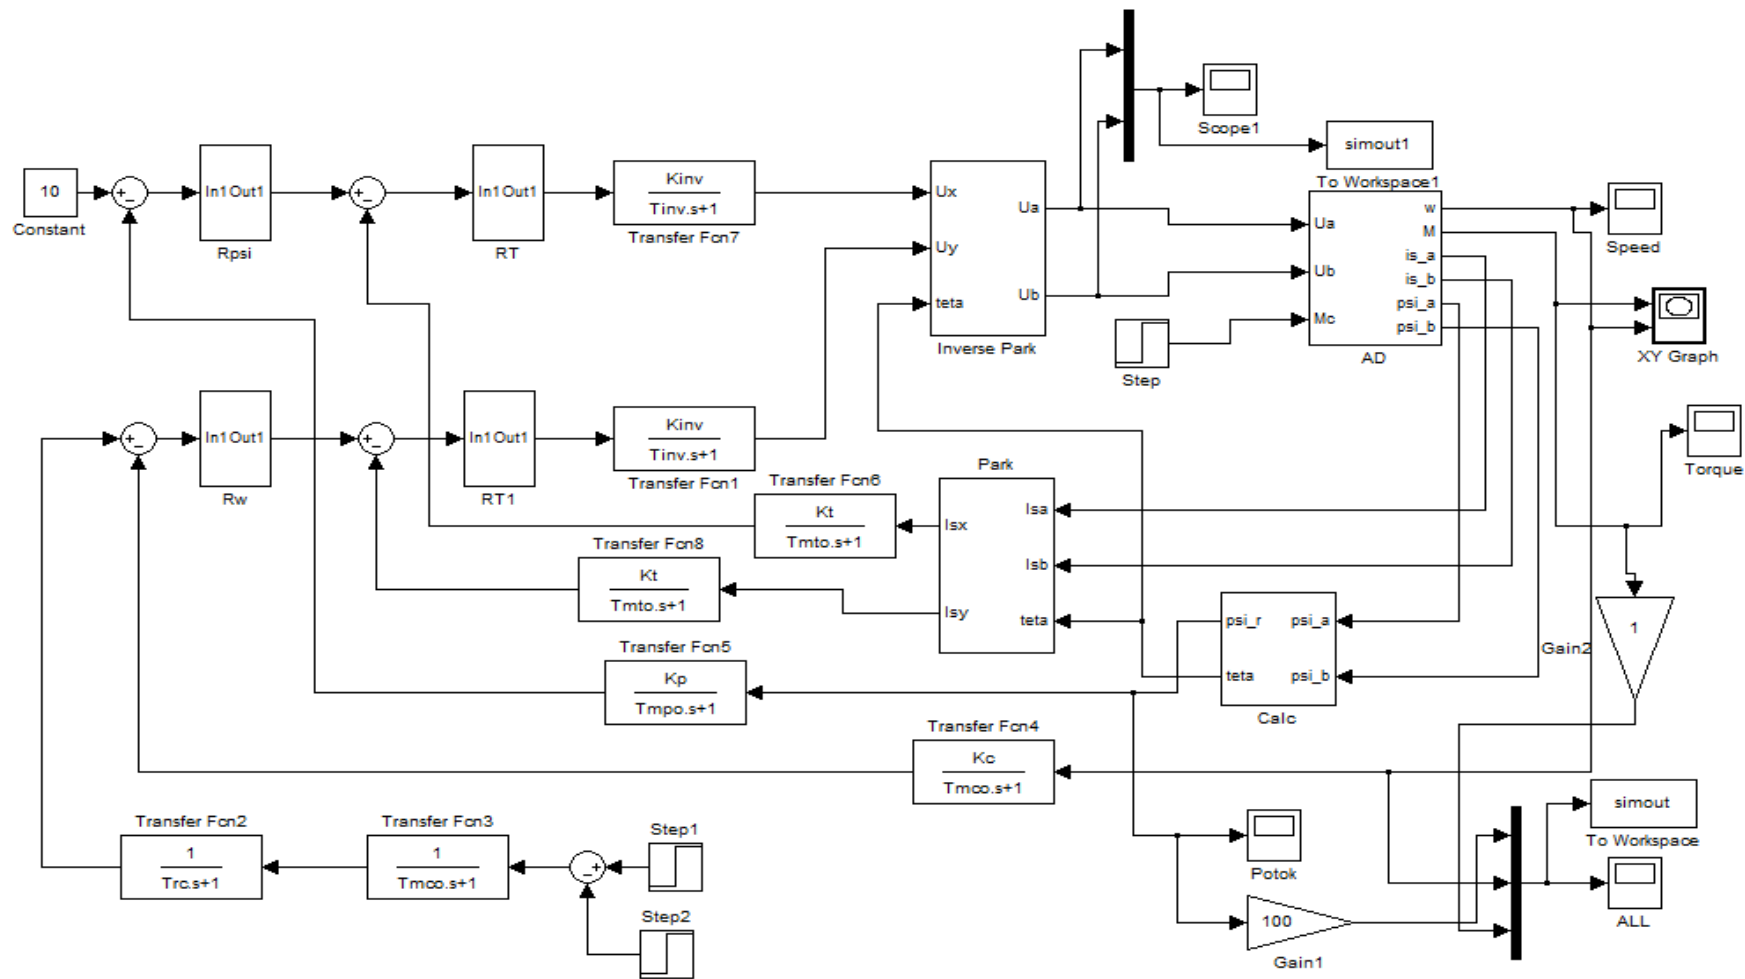 Scope1
simout1
To Workspace1
10
Constant
In1 Out1
Rpsi
In1 Out1
RT
Kinv
Tinv.s+1
Transfer Fcn7
Ux
Uy
teta
Ua
Ub
Inverse Park
Ua
Ub
Mc
w
M
is_a
is_b
psi_a
psi_b
AD
Speed
XY Graph
Step
Torque
In1 Out1
Rw
In1 Out1
RT1
Kinv
Tinv.s+1
Transfer Fcn1
Transfer Fcn6
Kt
Tmto.s+1
Park
Isx
Isy
Isa
Isb
teta
Transfer Fcn8
Kt
Tmto.s+1
Transfer Fcn5
Kp
Tmpo.s+1
psi_r
teta
psi_a
psi_b
Calc
1
Gain2
Transfer Fcn4
Kc
Tmco.s+1
Transfer Fcn2
1
Trc.s+1
Transfer Fcn3
1
Tmco.s+1
Step1
Step2
Potok
100
Gain1
simout
To Workspace
ALL